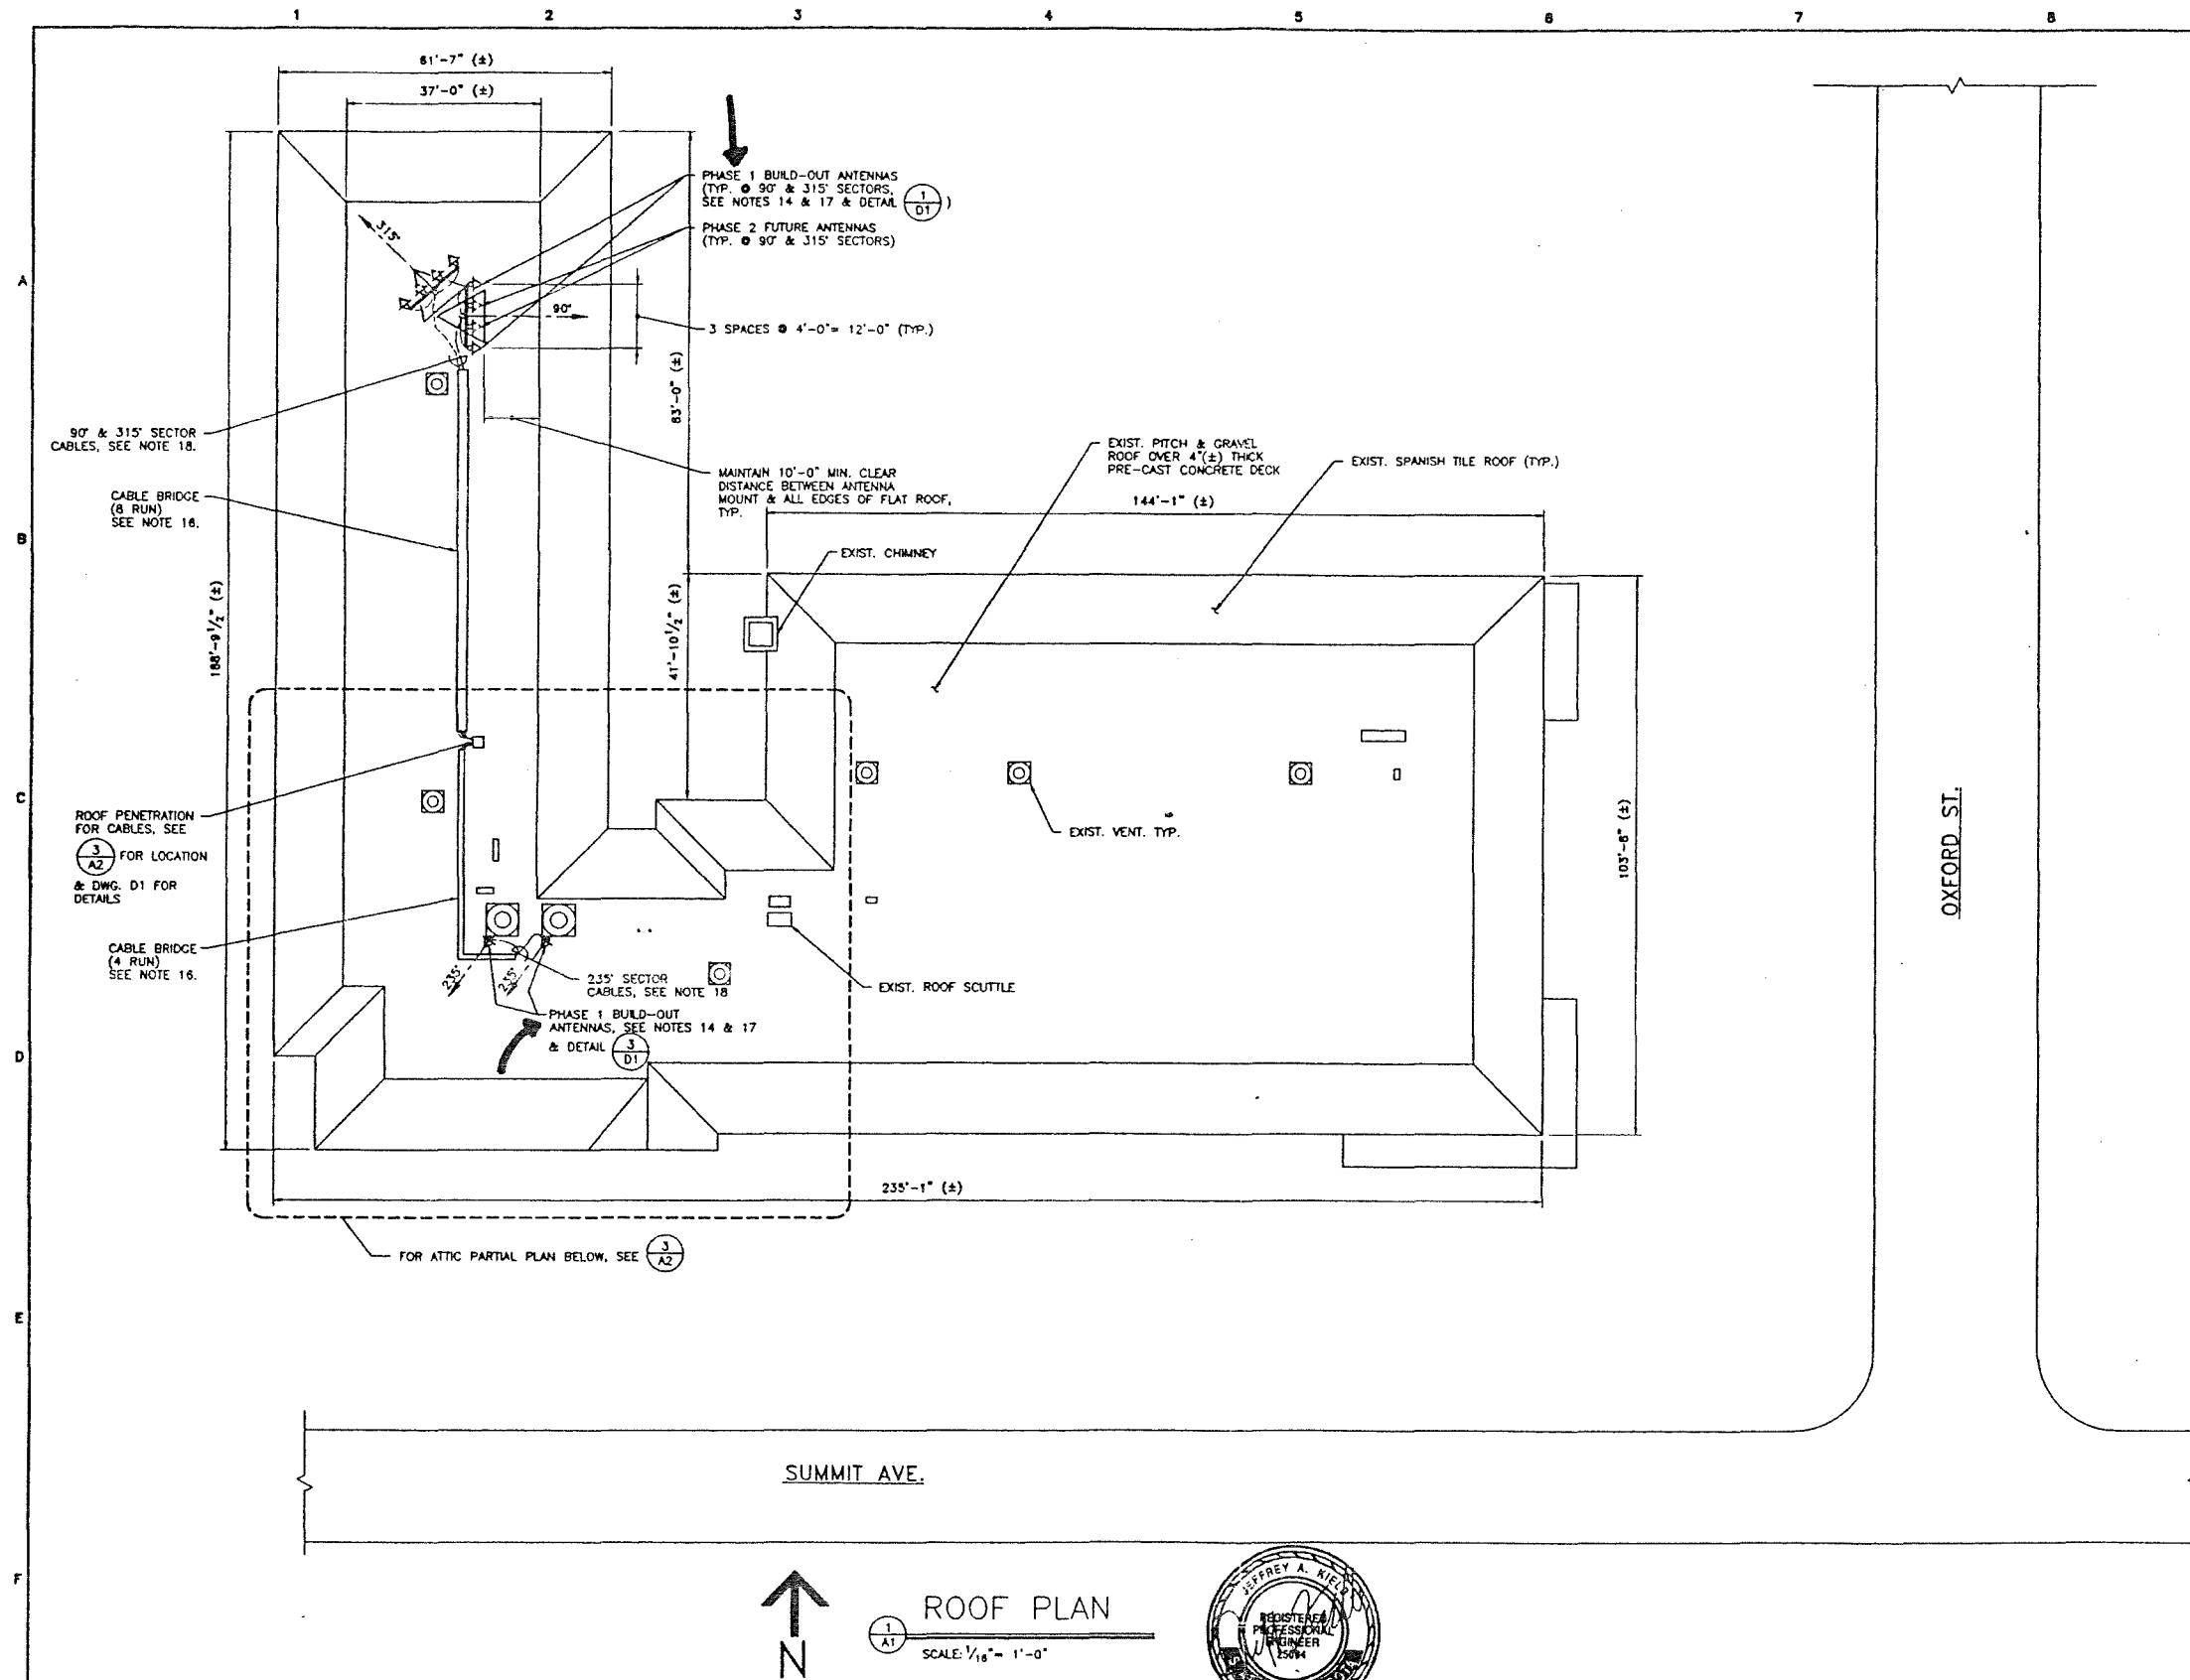 1 2 3 4 5 6 7 8
A
B
C
D
E
F
61'-7" (±)
37'-0" (±)
PHASE 1 BUILD-OUT ANTENNAS
(TYP. @ 90° & 315° SECTORS,
SEE NOTES 14 & 17 & DETAIL 1/D1 )
PHASE 2 FUTURE ANTENNAS
(TYP. @ 90° & 315° SECTORS)
315°
90°
3 SPACES @ 4'-0"= 12'-0" (TYP.)
83'-0" (±)
90° & 315° SECTOR
CABLES, SEE NOTE 18.
CABLE BRIDGE
(8 RUN)
SEE NOTE 16.
MAINTAIN 10'-0" MIN. CLEAR
DISTANCE BETWEEN ANTENNA
MOUNT & ALL EDGES OF FLAT ROOF,
TYP.
EXIST. PITCH & GRAVEL
ROOF OVER 4"(±) THICK
PRE-CAST CONCRETE DECK
EXIST. SPANISH TILE ROOF (TYP.)
144'-1" (±)
EXIST. CHIMNEY
188'-9 1/2" (±)
41'-10 1/2" (±)
ROOF PENETRATION
FOR CABLES, SEE
3/A2 FOR LOCATION
& DWG. D1 FOR
DETAILS
EXIST. VENT. TYP.
103'-6" (±)
OXFORD ST.
CABLE BRIDGE
(4 RUN)
SEE NOTE 16.
235°
235°
235° SECTOR
CABLES, SEE NOTE 18
EXIST. ROOF SCUTTLE
PHASE 1 BUILD-OUT
ANTENNAS, SEE NOTES 14 & 17
& DETAIL 3/D1
235'-1" (±)
FOR ATTIC PARTIAL PLAN BELOW, SEE 3/A2
SUMMIT AVE.
N
1/A1
ROOF PLAN
SCALE: 1/16"= 1'-0"
JEFFREY A.
REGISTERED
PROFESSIONAL
ENGINEER